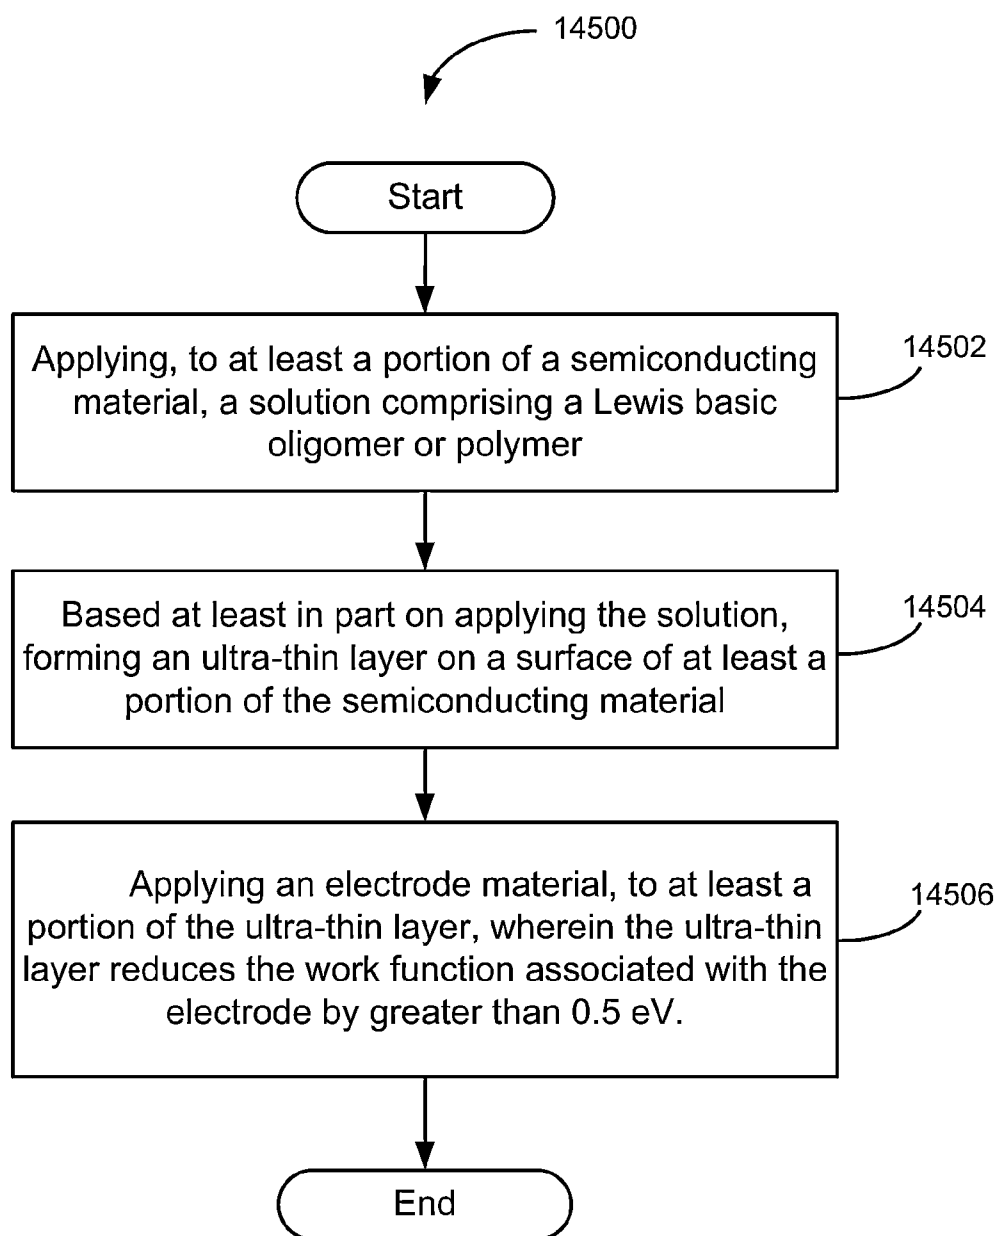 14500
Start
Applying, to at least a portion of a semiconducting
material, a solution comprising a Lewis basic
oligomer or polymer
14502
Based at least in part on applying the solution,
forming an ultra-thin layer on a surface of at least a
portion of the semiconducting material
14504
Applying an electrode material, to at least a
portion of the ultra-thin layer, wherein the ultra-thin
layer reduces the work function associated with the
electrode by greater than 0.5 eV.
14506
End